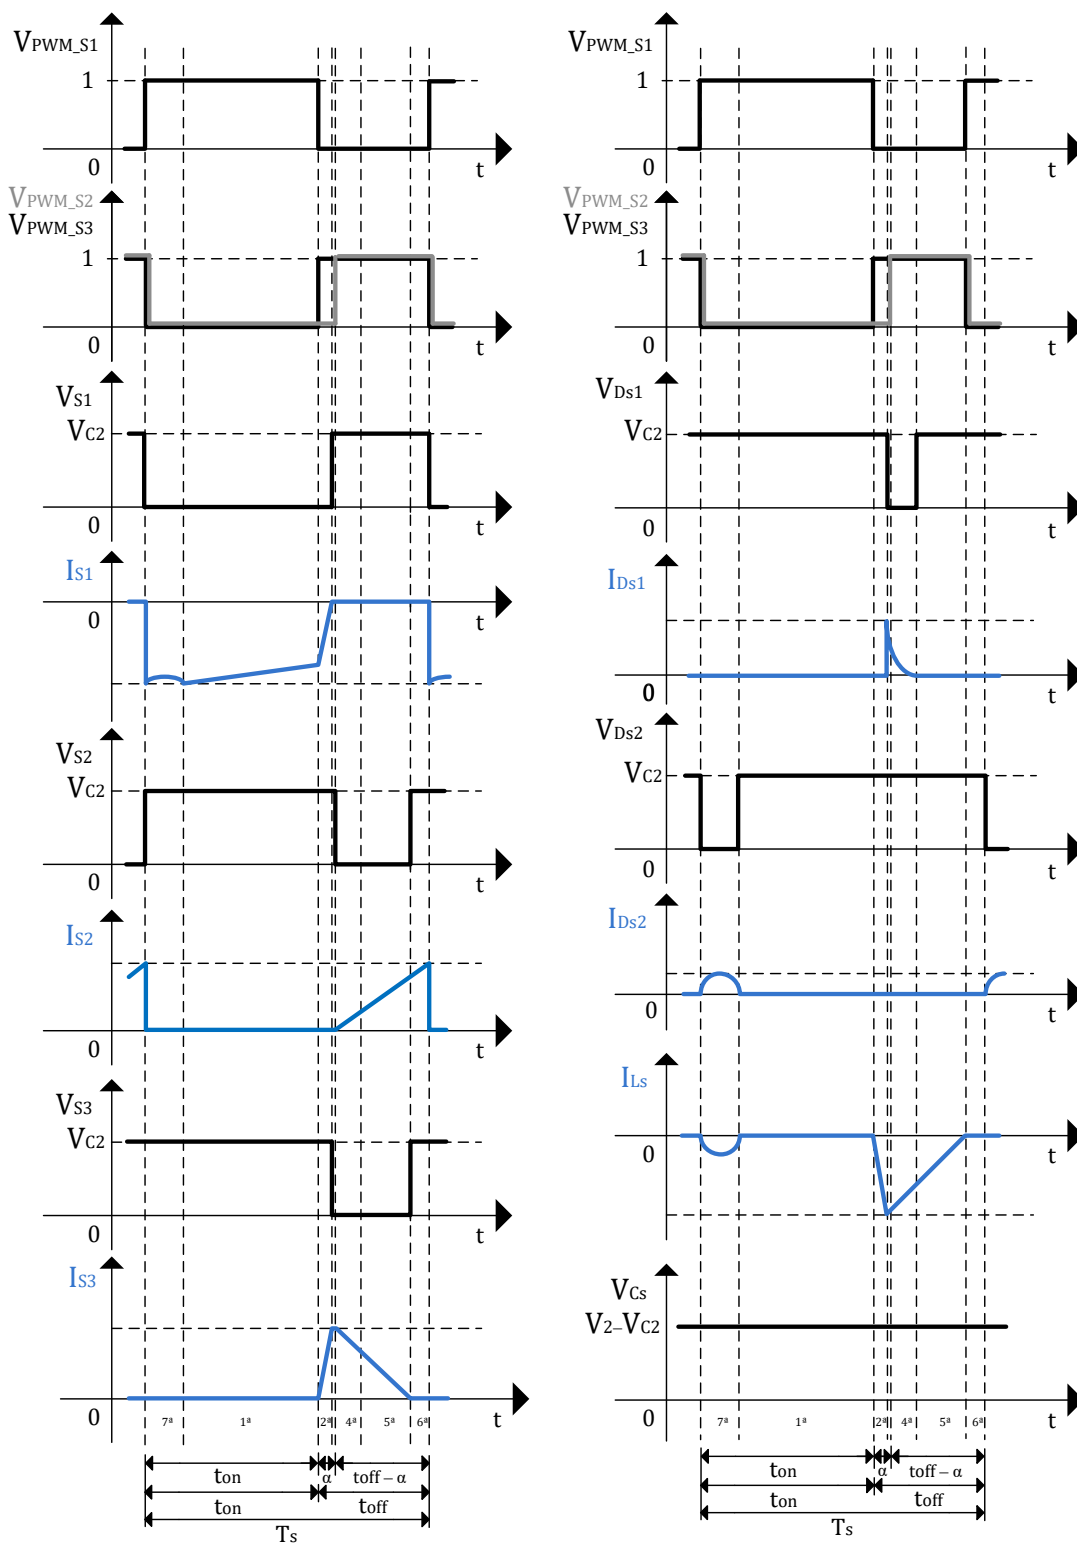 VPWM_S1
1
0
t
VPWM_S2
VPWM_S3
1
0
t
VS1
VC2
0
t
IS1
0
t
VS2
VC2
0
t
IS2
0
t
VS3
VC2
0
t
IS3
0
t
7ª 1ª 2ª 4ª 5ª 6ª
ton α toff – α
ton toff
Ts
VPWM_S1
1
0
t
VPWM_S2
VPWM_S3
1
0
t
VDs1
VC2
0
t
IDs1
0
t
VDs2
VC2
0
t
IDs2
0
t
ILs
0
t
VCs
V2–VC2
0
t
7ª 1ª 2ª 4ª 5ª 6ª
ton α toff – α
ton toff
Ts